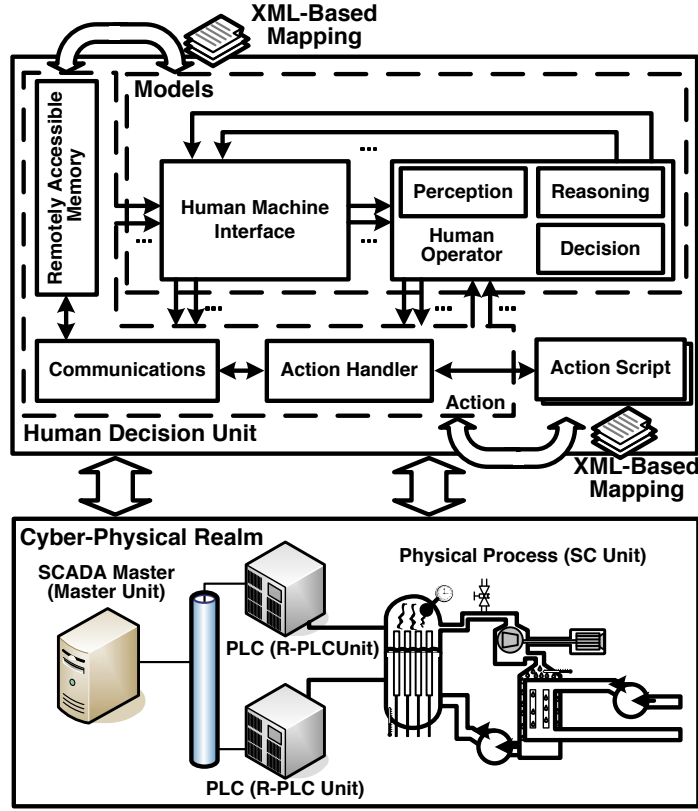 XML-Based
Mapping
Models
Remotely Accessible
Memory
...
Human Machine
Interface
Perception
Reasoning
Human
Operator
Decision
...
...
...
...
...
Communications
Action Handler
Action Script
Action
Human Decision Unit
XML-Based
Mapping
Cyber-Physical Realm
SCADA Master
(Master Unit)
Physical Process (SC Unit)
PLC (R-PLCUnit)
PLC (R-PLC Unit)